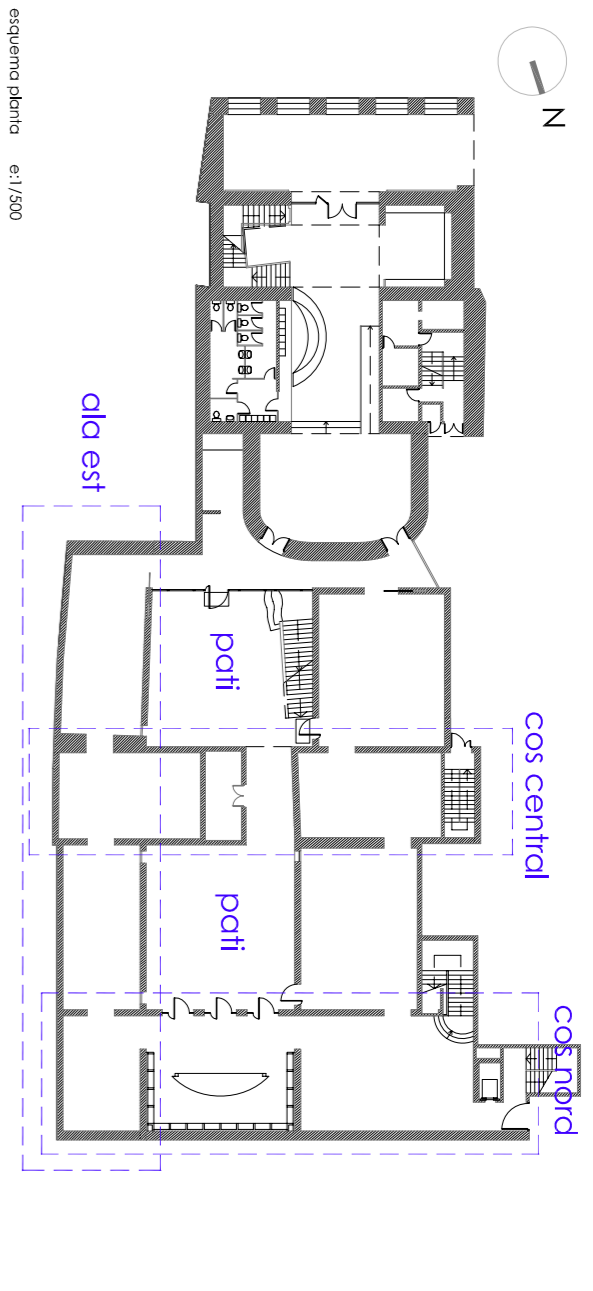 esquema planta e:1/500
N
ala est
pati
cos central
pati
cos nord